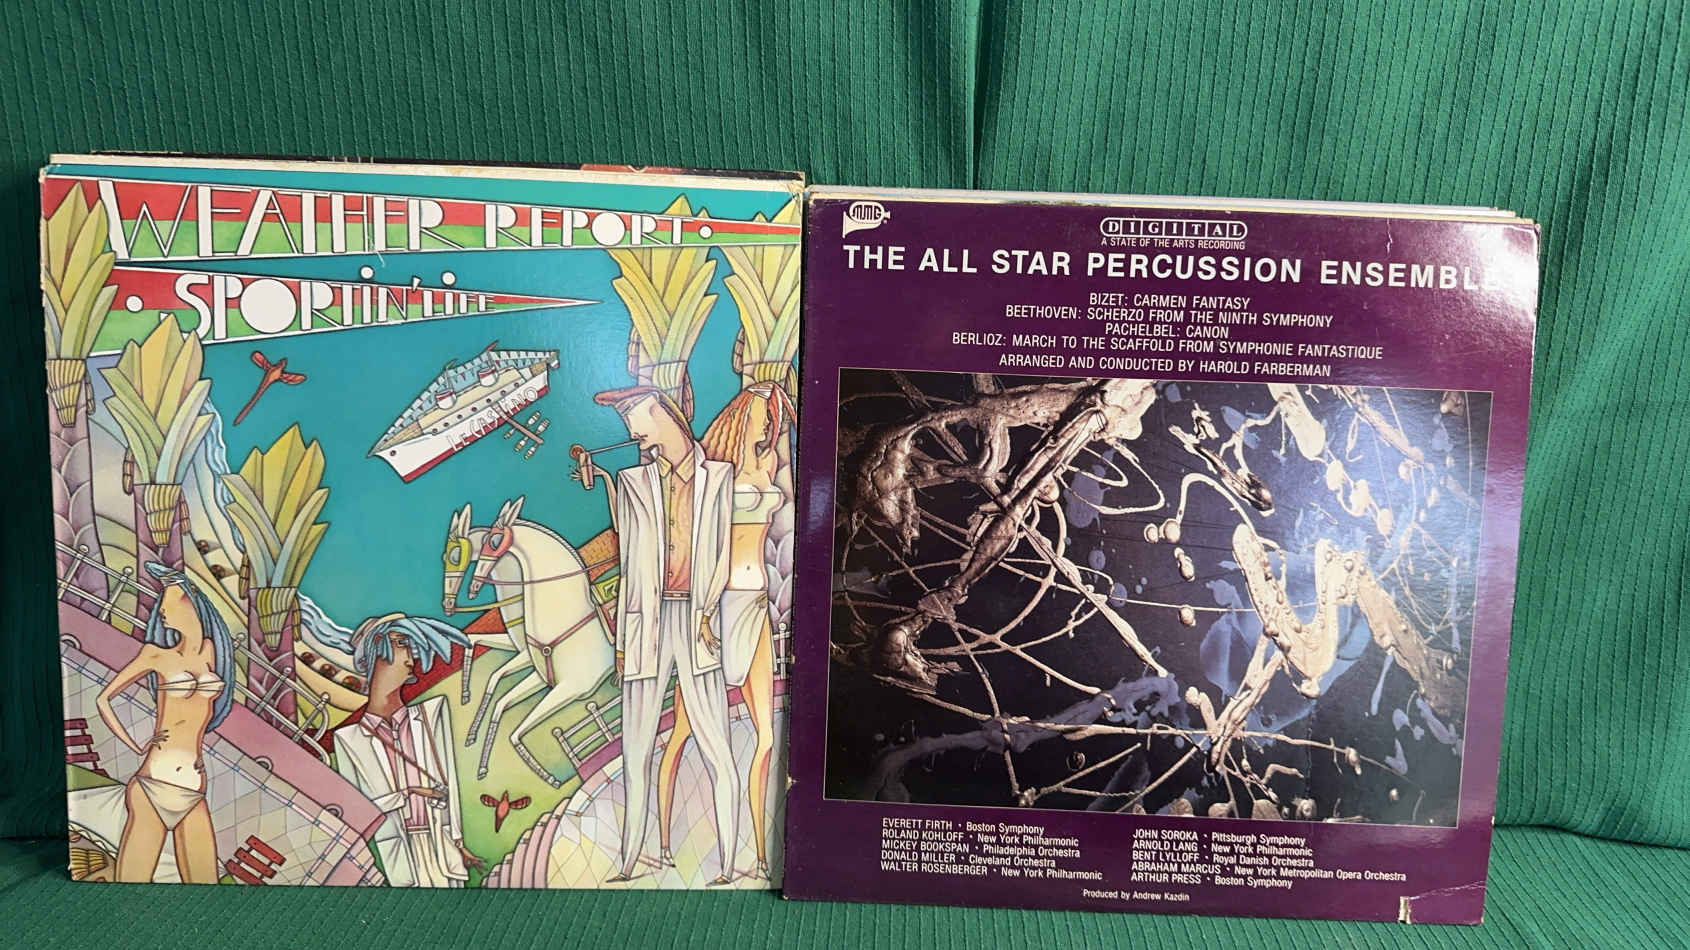 WEATHER REPORT •
• SPORTIN' LIFE
LE CASINO
MMG
DIGITAL
A STATE OF THE ARTS RECORDING
THE ALL STAR PERCUSSION ENSEMBLE
BIZET: CARMEN FANTASY
BEETHOVEN: SCHERZO FROM THE NINTH SYMPHONY
PACHELBEL: CANON
BERLIOZ: MARCH TO THE SCAFFOLD FROM SYMPHONIE FANTASTIQUE
ARRANGED AND CONDUCTED BY HAROLD FARBERMAN
EVERETT FIRTH • Boston Symphony
ROLAND KOHLOFF • New York Philharmonic
MICKEY BOOKSPAN • Philadelphia Orchestra
DONALD MILLER • Cleveland Orchestra
WALTER ROSENBERGER • New York Philharmonic
JOHN SOROKA • Pittsburgh Symphony
ARNOLD LANG • New York Philharmonic
BENT LYLLOFF • Royal Danish Orchestra
ABRAHAM MARCUS • New York Metropolitan Opera Orchestra
ARTHUR PRESS • Boston Symphony
Produced by Andrew Kazdin